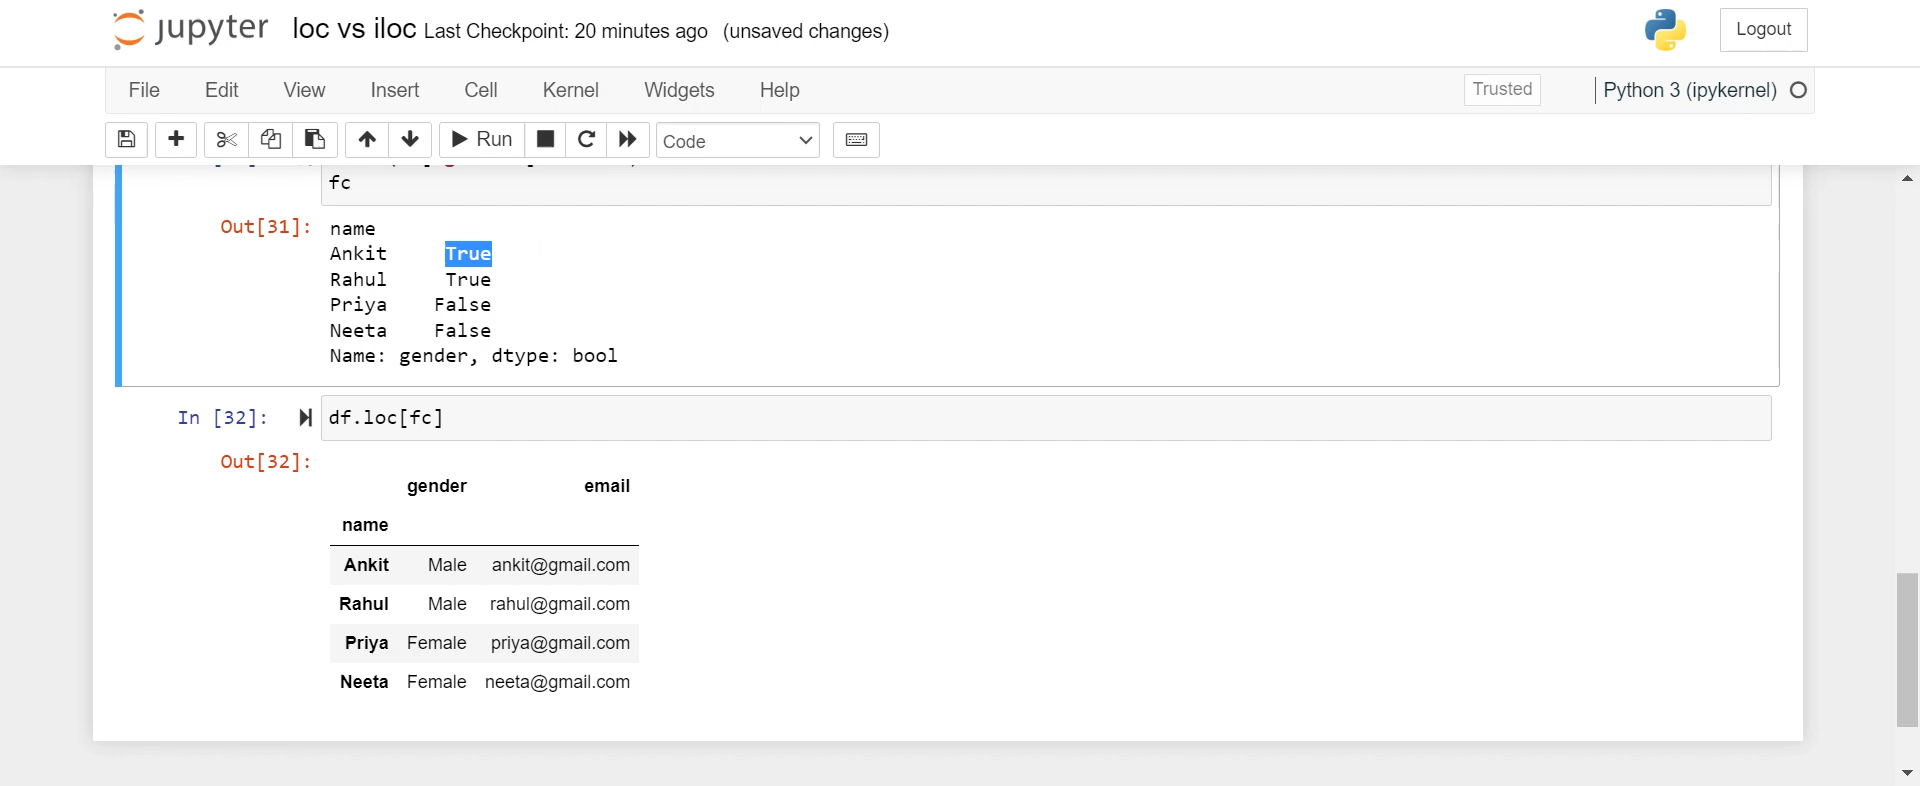 jupyter loc vs iloc Last Checkpoint: 20 minutes ago (unsaved changes) Logout
File Edit View Insert Cell Kernel Widgets Help Trusted Python 3 (ipykernel)
Run Code
fc
Out[31]: name
Ankit True
Rahul True
Priya False
Neeta False
Name: gender, dtype: bool
In [32]: df.loc[fc]
Out[32]:
gender email
name
Ankit Male ankit@gmail.com
Rahul Male rahul@gmail.com
Priya Female priya@gmail.com
Neeta Female neeta@gmail.com